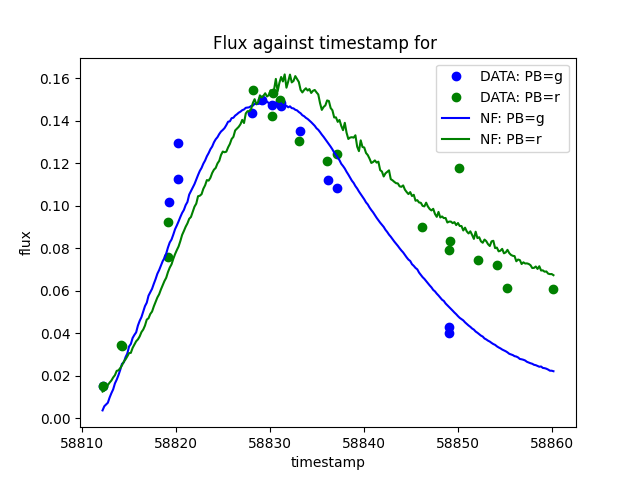 Flux against timestamp for
DATA: PB=g
DATA: PB=r
NF: PB=g
NF: PB=r
flux
0.16
0.14
0.12
0.10
0.08
0.06
0.04
0.02
0.00
58810 58820 58830 58840 58850 58860
timestamp